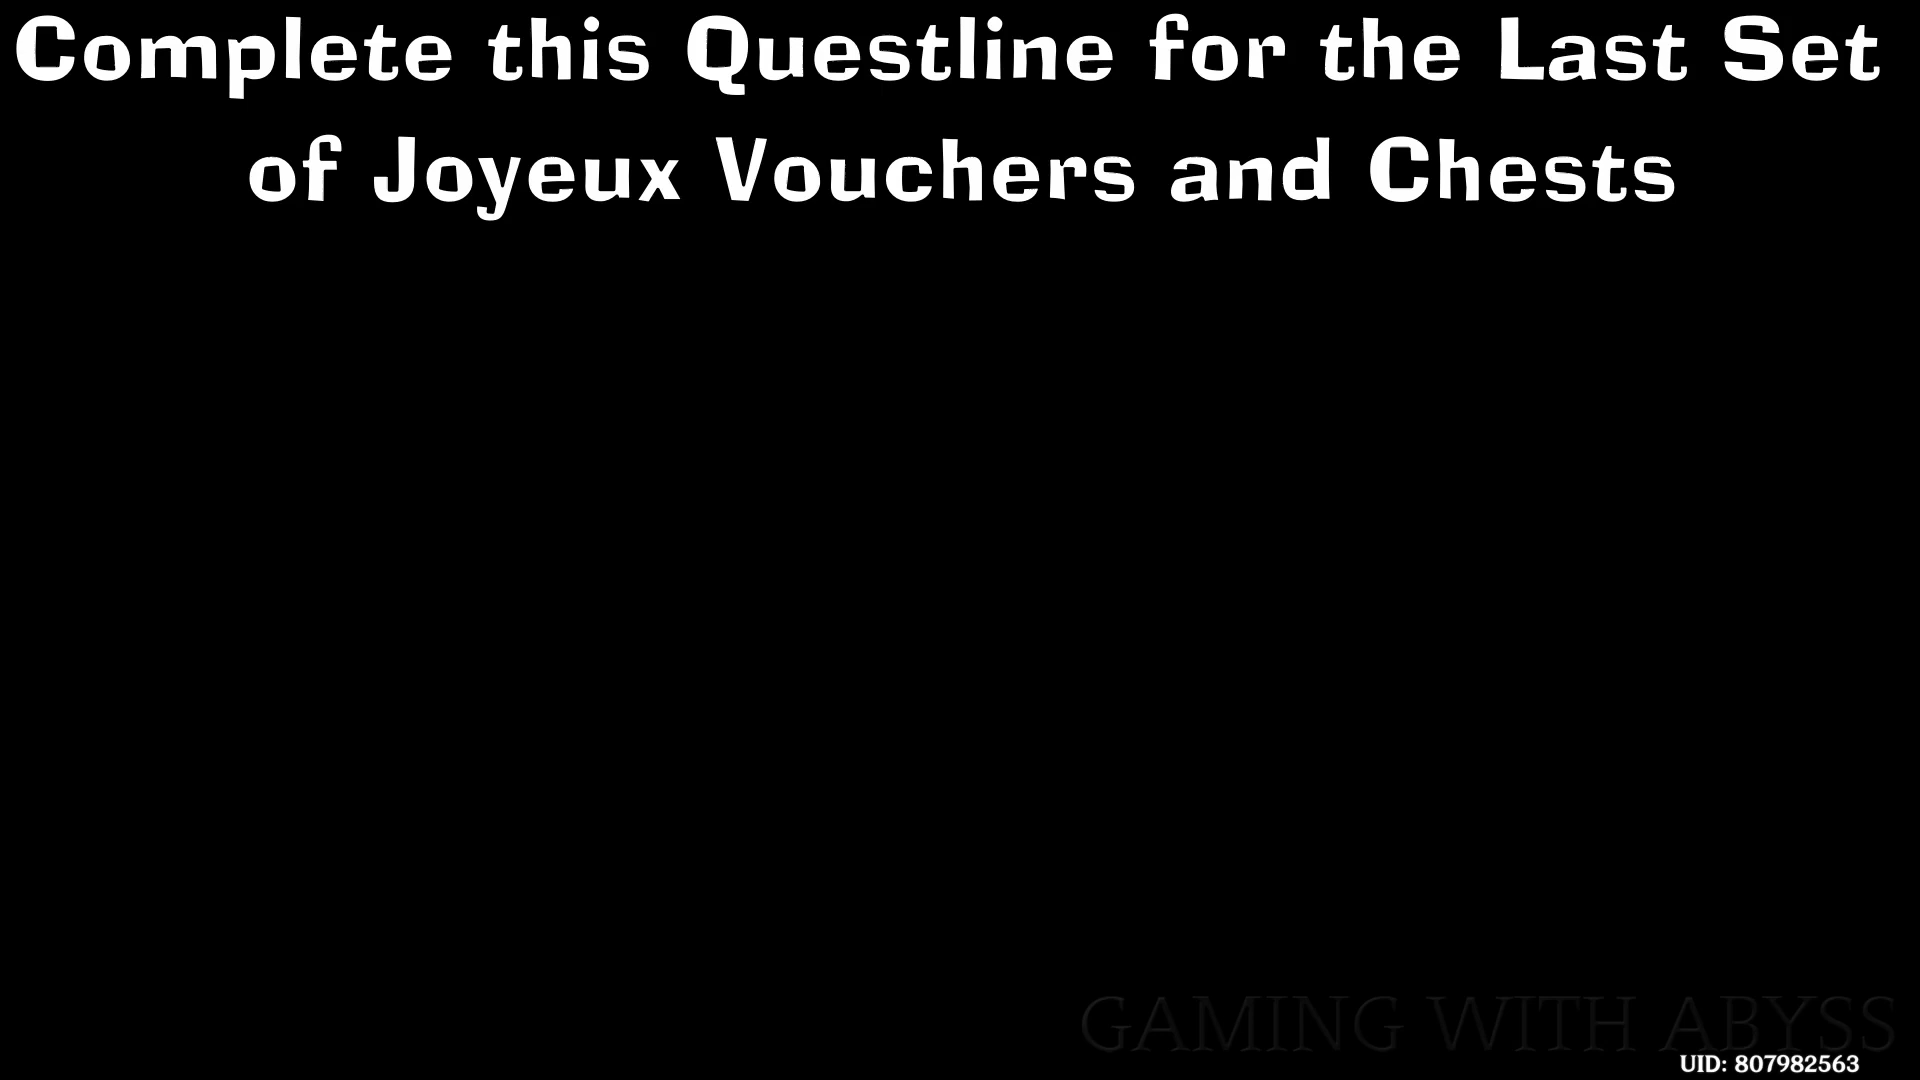 Complete this Questline for the Last Set
of Joyeux Vouchers and Chests
GAMING WITH ABYSS
UID: 807982563